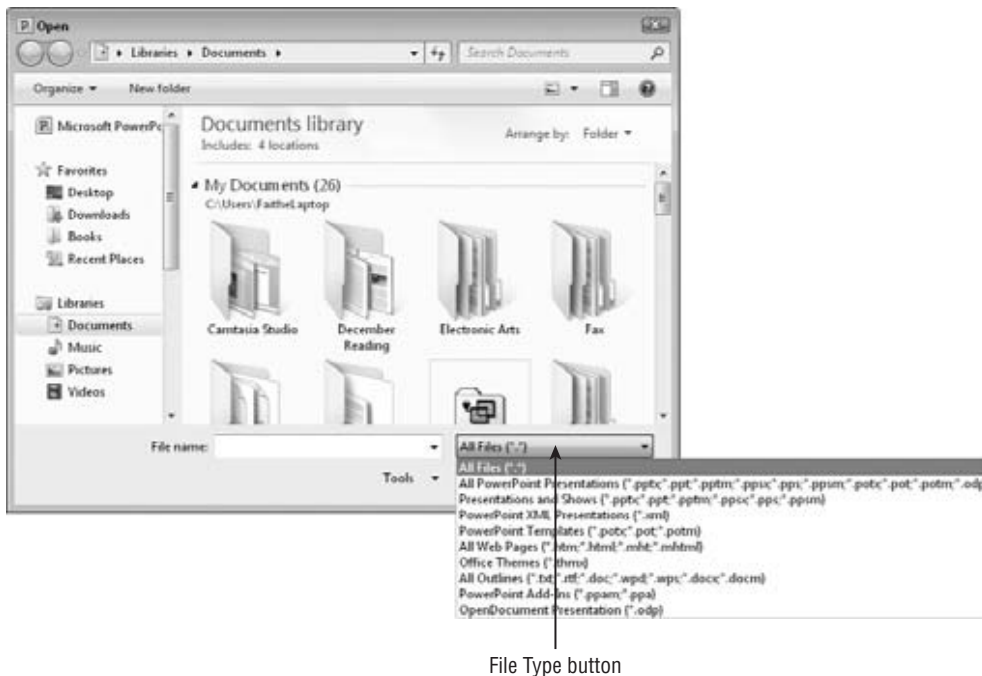 Open
Libraries
Documents
Search Documents
Organize
New folder
Microsoft PowerPo
Favorites
Desktop
Downloads
Books
Recent Places
Libraries
Documents
Music
Pictures
Videos
Documents library
Includes: 4 locations
Arrange by: Folder
My Documents (26)
C:\Users\FaitheLaptop
Camtasia Studio
December Reading
Electronic Arts
Fax
File name:
All Files (*.*)
Tools
All Files (*.*)
All PowerPoint Presentations (*.pptx;*.ppt;*.pptm;*.ppsx;*.pps;*.ppsm;*.potx;*.pot;*.potm;*.odp
Presentations and Shows (*.pptx;*.ppt;*.pptm;*.ppsx;*.pps;*.ppsm)
PowerPoint XML Presentations (*.xml)
PowerPoint Templates (*.potx;*.pot;*.potm)
All Web Pages (*.htm;*.html;*.mht;*.mhtml)
Office Themes (*.thmx)
All Outlines (*.txt;*.rtf;*.doc;*.wpd;*.wps;*.docx;*.docm)
PowerPoint Add-Ins (*.ppam;*.ppa)
OpenDocument Presentation (*.odp)
File Type button